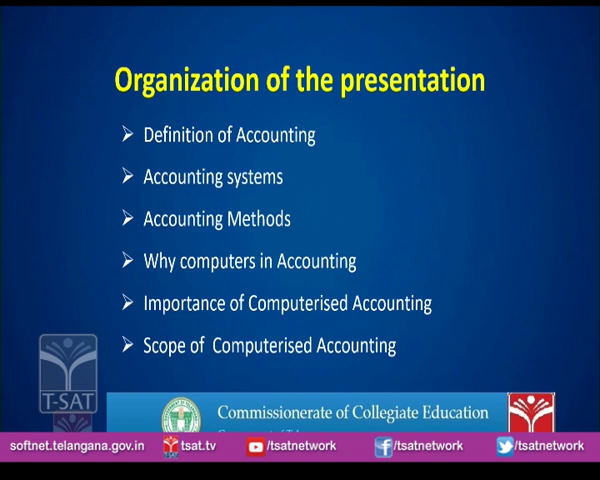 Organization of the presentation
➢ Definition of Accounting
➢ Accounting systems
➢ Accounting Methods
➢ Why computers in Accounting
➢ Importance of Computerised Accounting
➢ Scope of Computerised Accounting
T-SAT
Commissionerate of Collegiate Education
softnet.telangana.gov.in tsat.tv /tsatnetwork /tsatnetwork /tsatnetwork